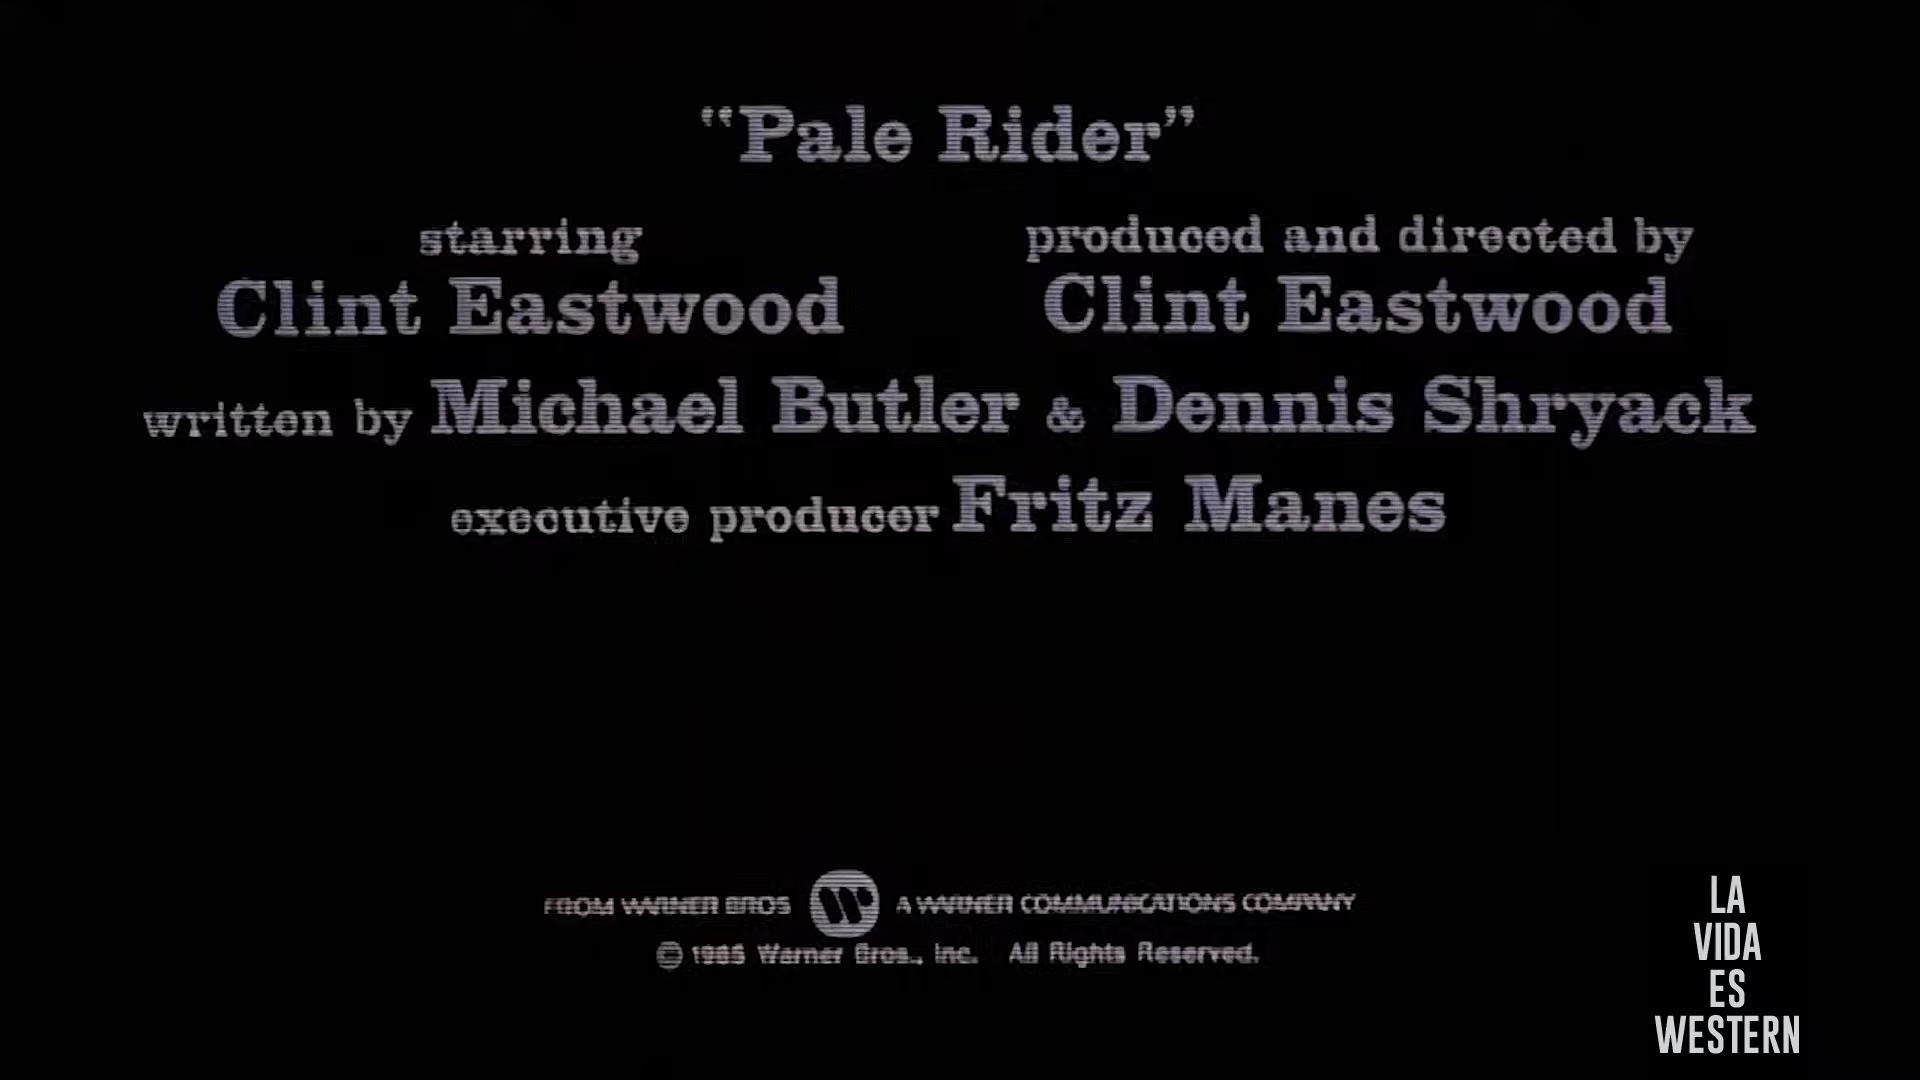 “Pale Rider”
starring
Clint Eastwood
produced and directed by
Clint Eastwood
written by Michael Butler & Dennis Shryack
executive producer Fritz Manes
FROM WARNER BROS W A WARNER COMMUNICATIONS COMPANY
© 1985 Warner Bros., Inc. All Rights Reserved.
LA
VIDA
ES
WESTERN